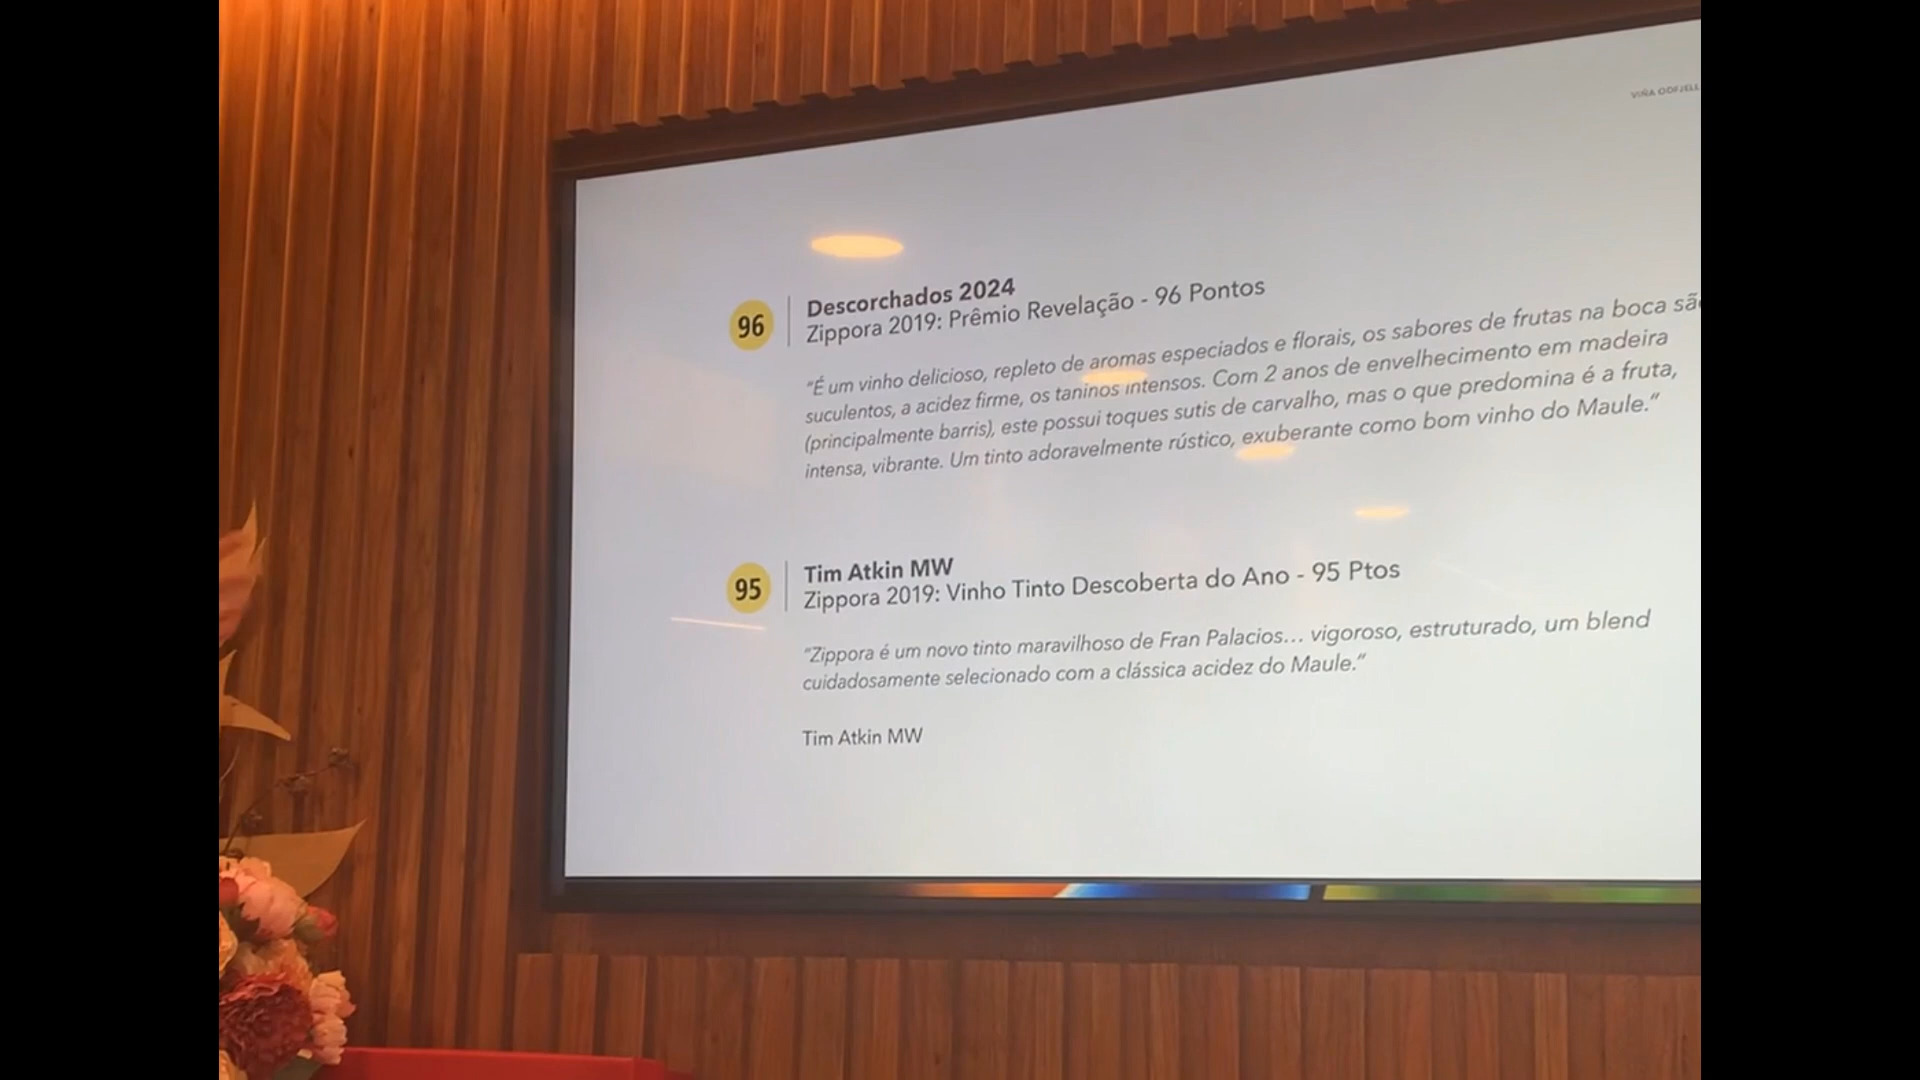 VIÑA ODFJELL
96
Descorchados 2024
Zippora 2019: Prêmio Revelação - 96 Pontos
“É um vinho delicioso, repleto de aromas especiados e florais, os sabores de frutas na boca são
suculentos, a acidez firme, os taninos intensos. Com 2 anos de envelhecimento em madeira
(principalmente barris), este possui toques sutis de carvalho, mas o que predomina é a fruta,
intensa, vibrante. Um tinto adoravelmente rústico, exuberante como bom vinho do Maule.”
95
Tim Atkin MW
Zippora 2019: Vinho Tinto Descoberta do Ano - 95 Ptos
“Zippora é um novo tinto maravilhoso de Fran Palacios... vigoroso, estruturado, um blend
cuidadosamente selecionado com a clássica acidez do Maule.”
Tim Atkin MW